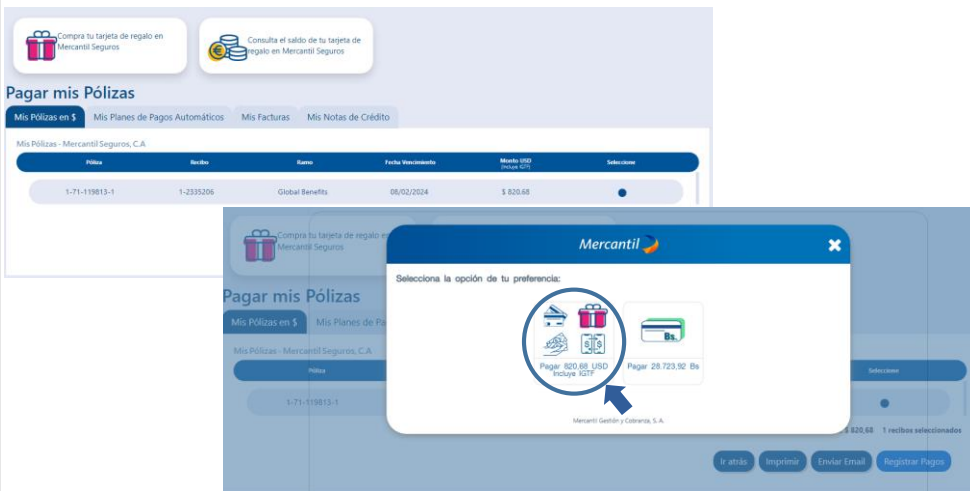 Compra tu tarjeta de regalo en
Mercantil Seguros
Consulta el saldo de tu tarjeta de
regalo en Mercantil Seguros
Pagar mis Pólizas
Mis Pólizas en $ Mis Planes de Pagos Automáticos Mis Facturas Mis Notas de Crédito
Mis Pólizas - Mercantil Seguros, C.A
Póliza Recibo Ramo Fecha Vencimiento Monto USD Seleccione
(Incluye IGTF)
1-71-119813-1 1-2335206 Global Benefits 08/02/2024 $ 820.68
Compra tu tarjeta de regalo en
Mercantil Seguros
Pagar mis Pólizas
Mis Pólizas en $ Mis Planes de Pa
Mis Pólizas - Mercantil Seguros, C.A
Póliza Seleccione
1-71-119813-1
Mercantil
Selecciona la opción de tu preferencia:
Bs.
Pagar 820,68 USD
Incluye IGTF
Pagar 28.723,92 Bs
Mercantil Gestión y Cobranza, S. A.
$ 820,68 1 recibos seleccionados
Ir atrás Imprimir Enviar Email Registrar Pagos